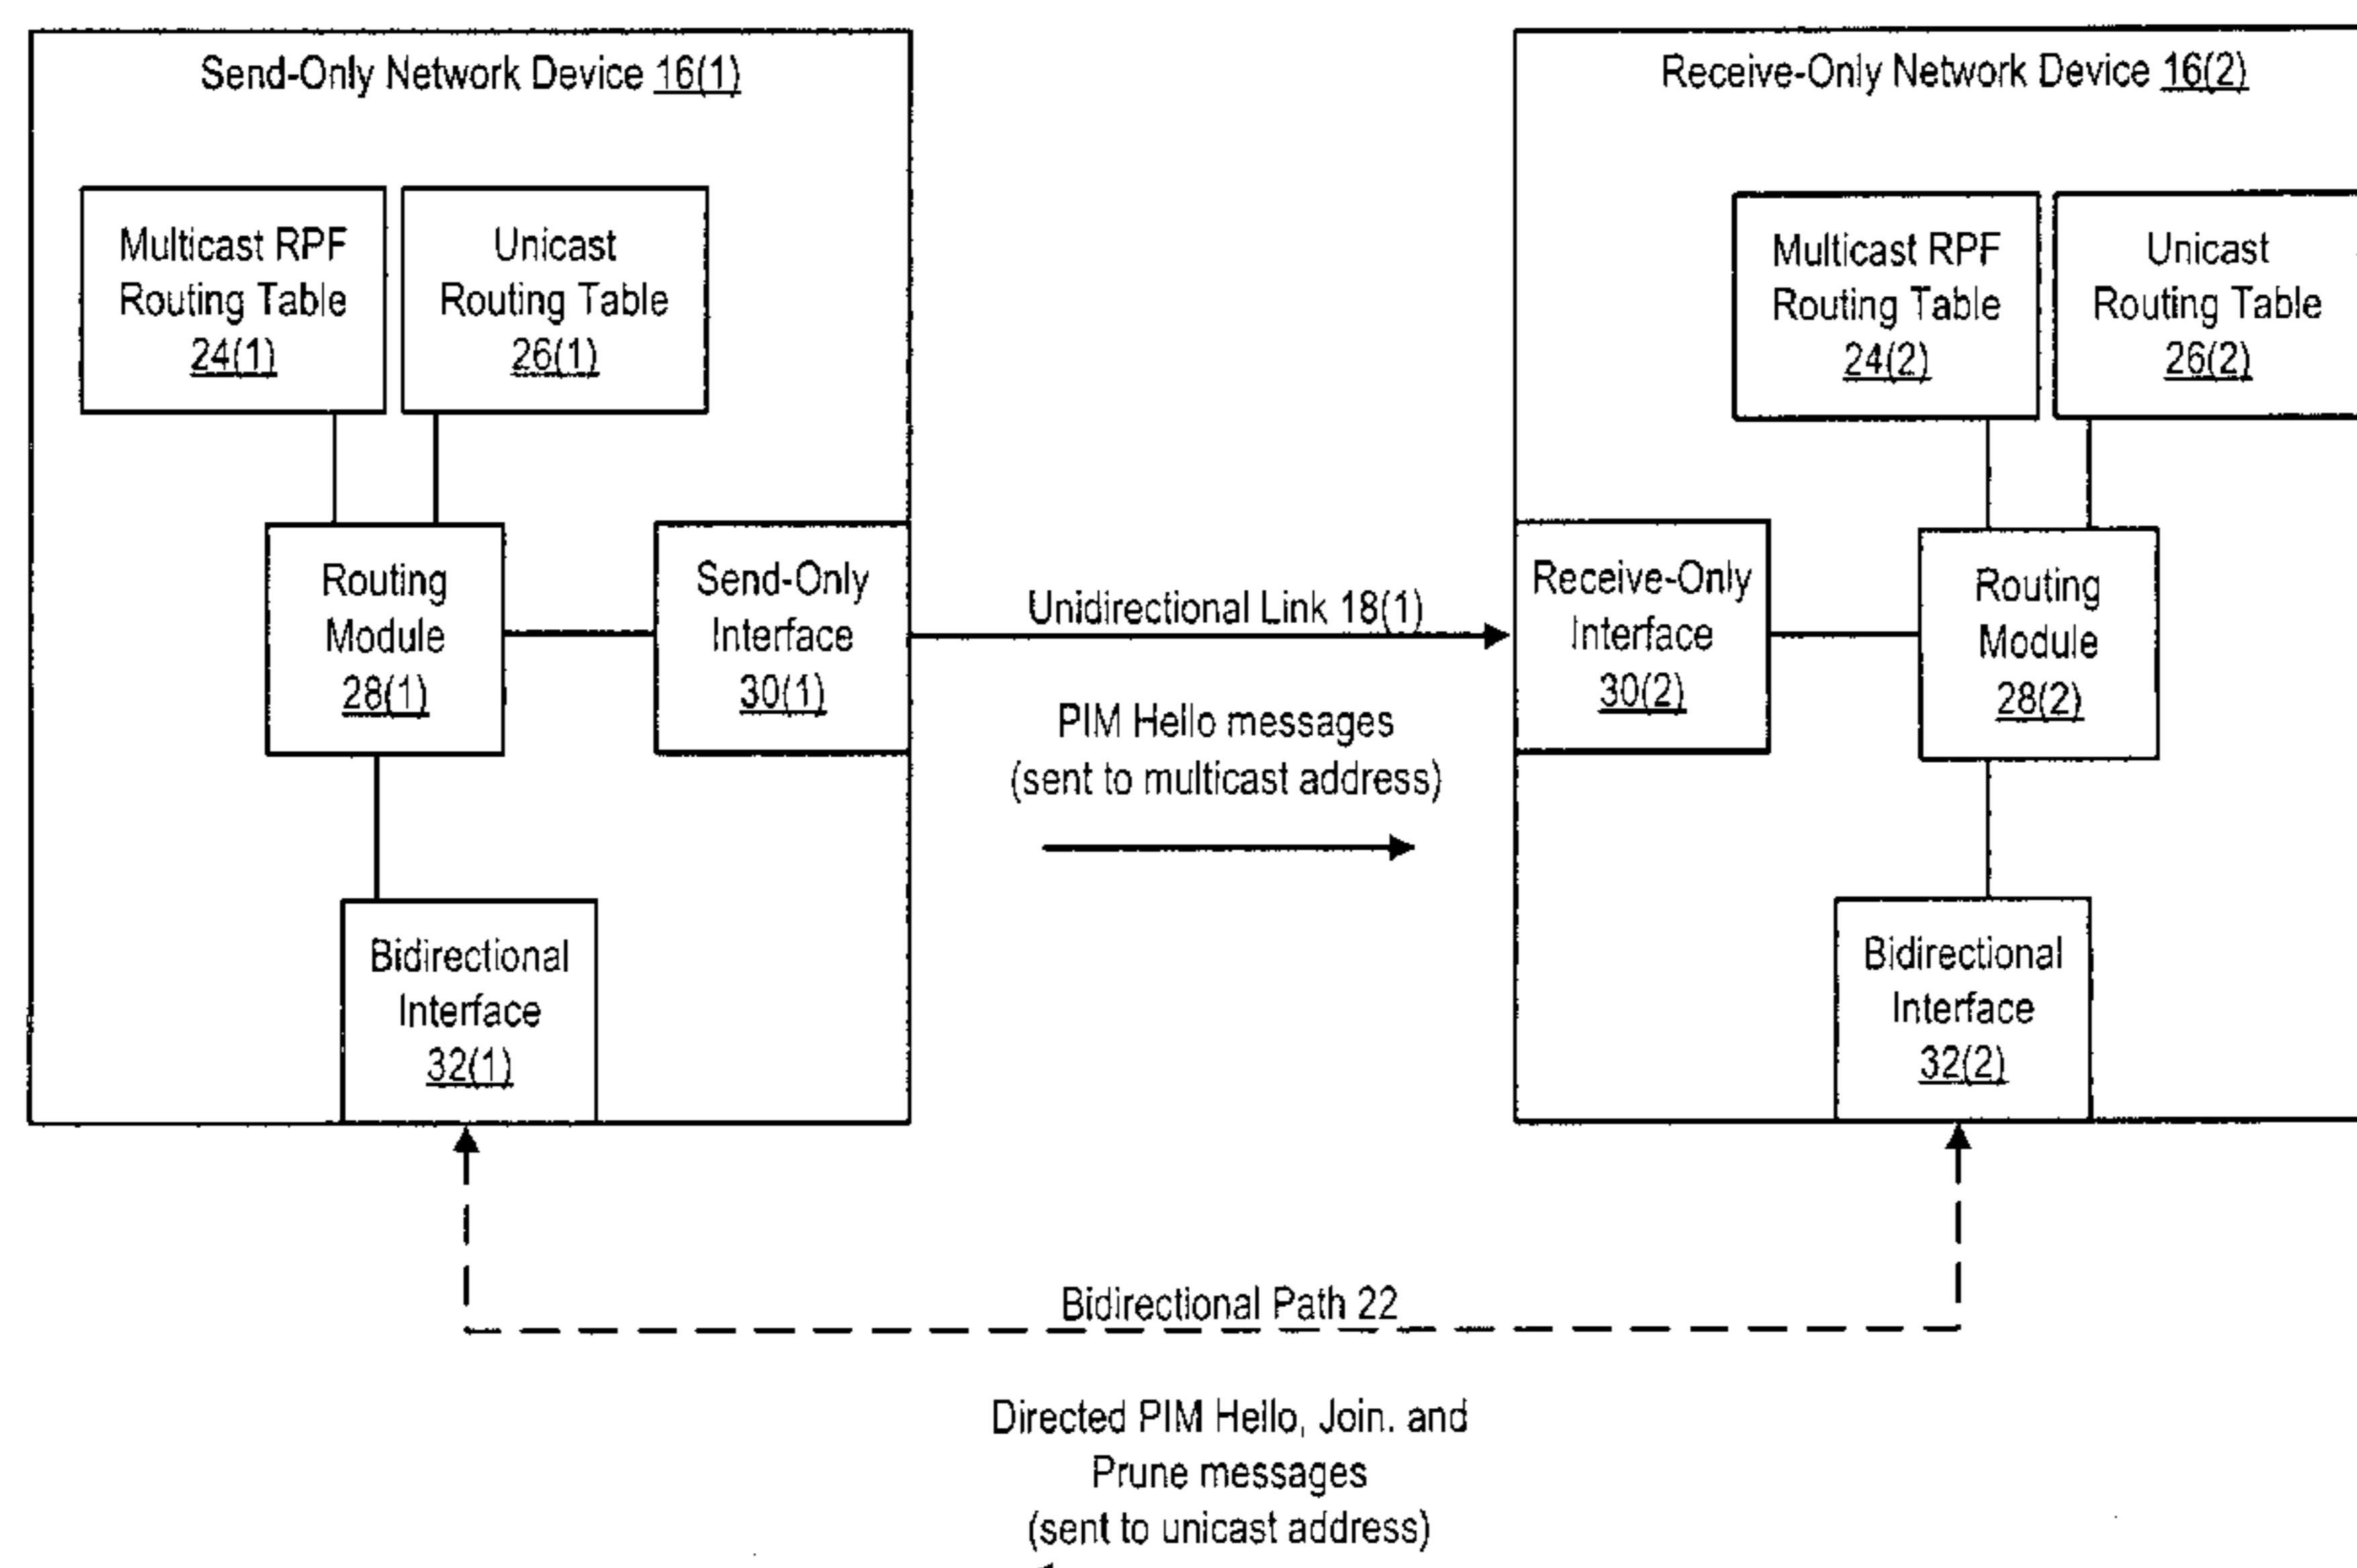 Send-Only Network Device 16(1)
Multicast RPF
Routing Table
24(1)
Unicast
Routing Table
26(1)
Routing
Module
28(1)
Send-Only
Interface
30(1)
Bidirectional
Interface
32(1)
Unidirectional Link 18(1)
PIM Hello messages
(sent to multicast address)
Receive-Only Network Device 16(2)
Multicast RPF
Routing Table
24(2)
Unicast
Routing Table
26(2)
Receive-Only
Interface
30(2)
Routing
Module
28(2)
Bidirectional
Interface
32(2)
Bidirectional Path 22
Directed PIM Hello, Join. and
Prune messages
(sent to unicast address)